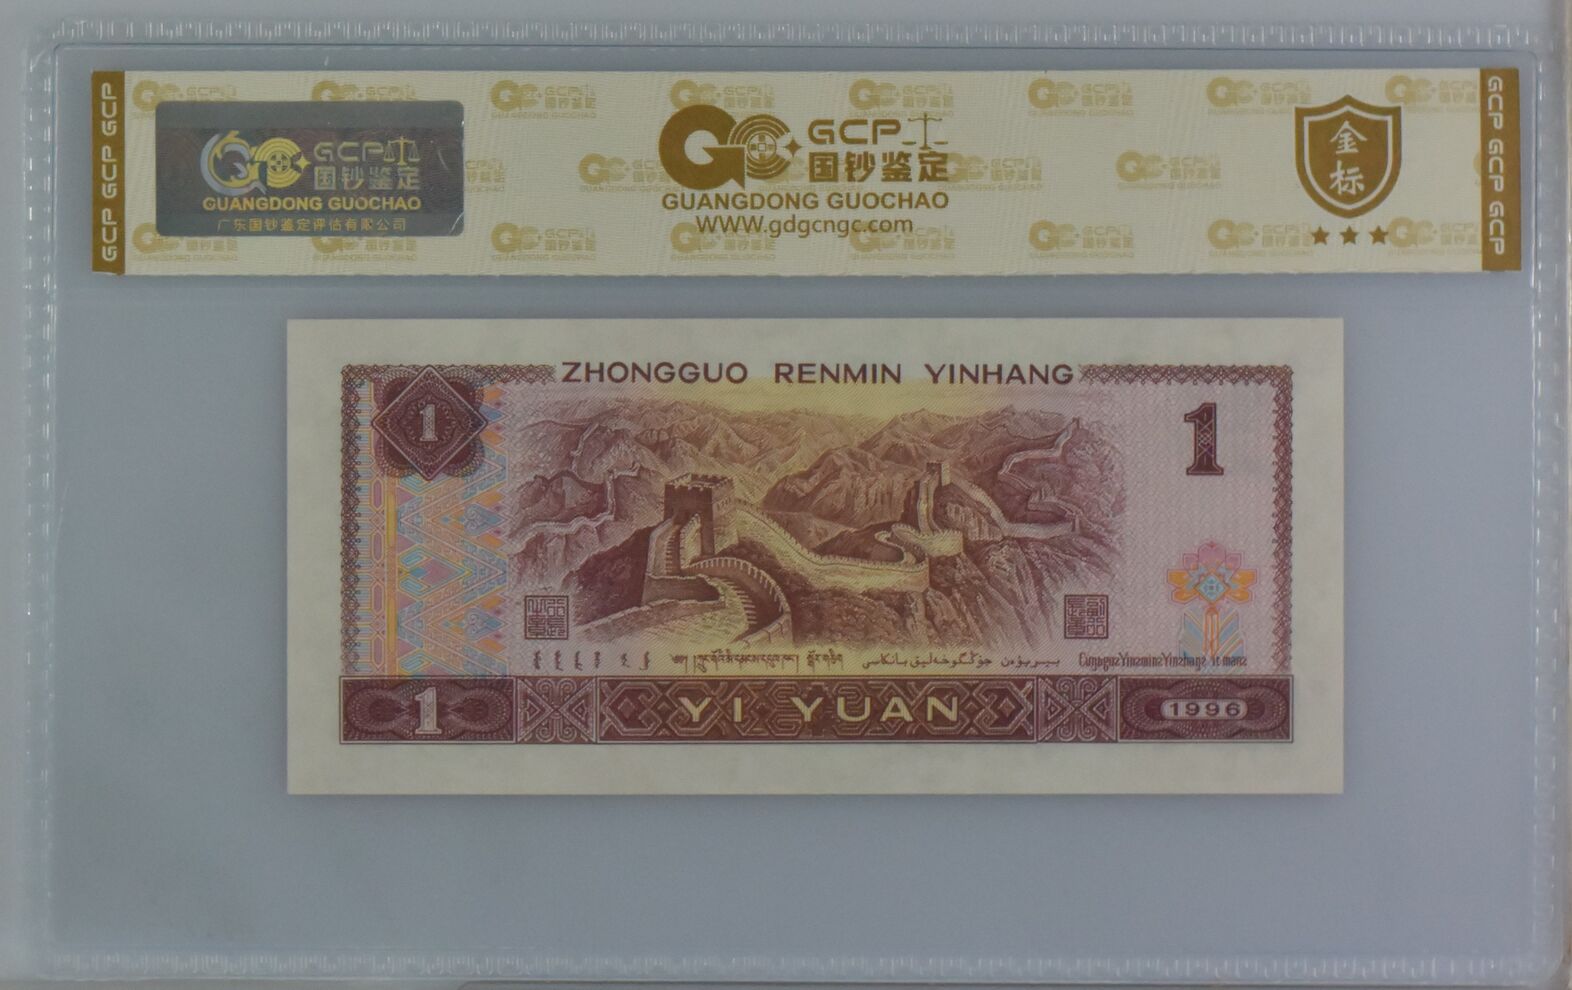 GCP GCP GCP
GCP
国钞鉴定
GUANGDONG GUOCHAO
广东国钞鉴定评估有限公司
GCP
国钞鉴定
GUANGDONG GUOCHAO
WWW.gdgcngc.com
金标
GCP GCP GCP
ZHONGGUO RENMIN YINHANG
1
1
1
YI YUAN
1996